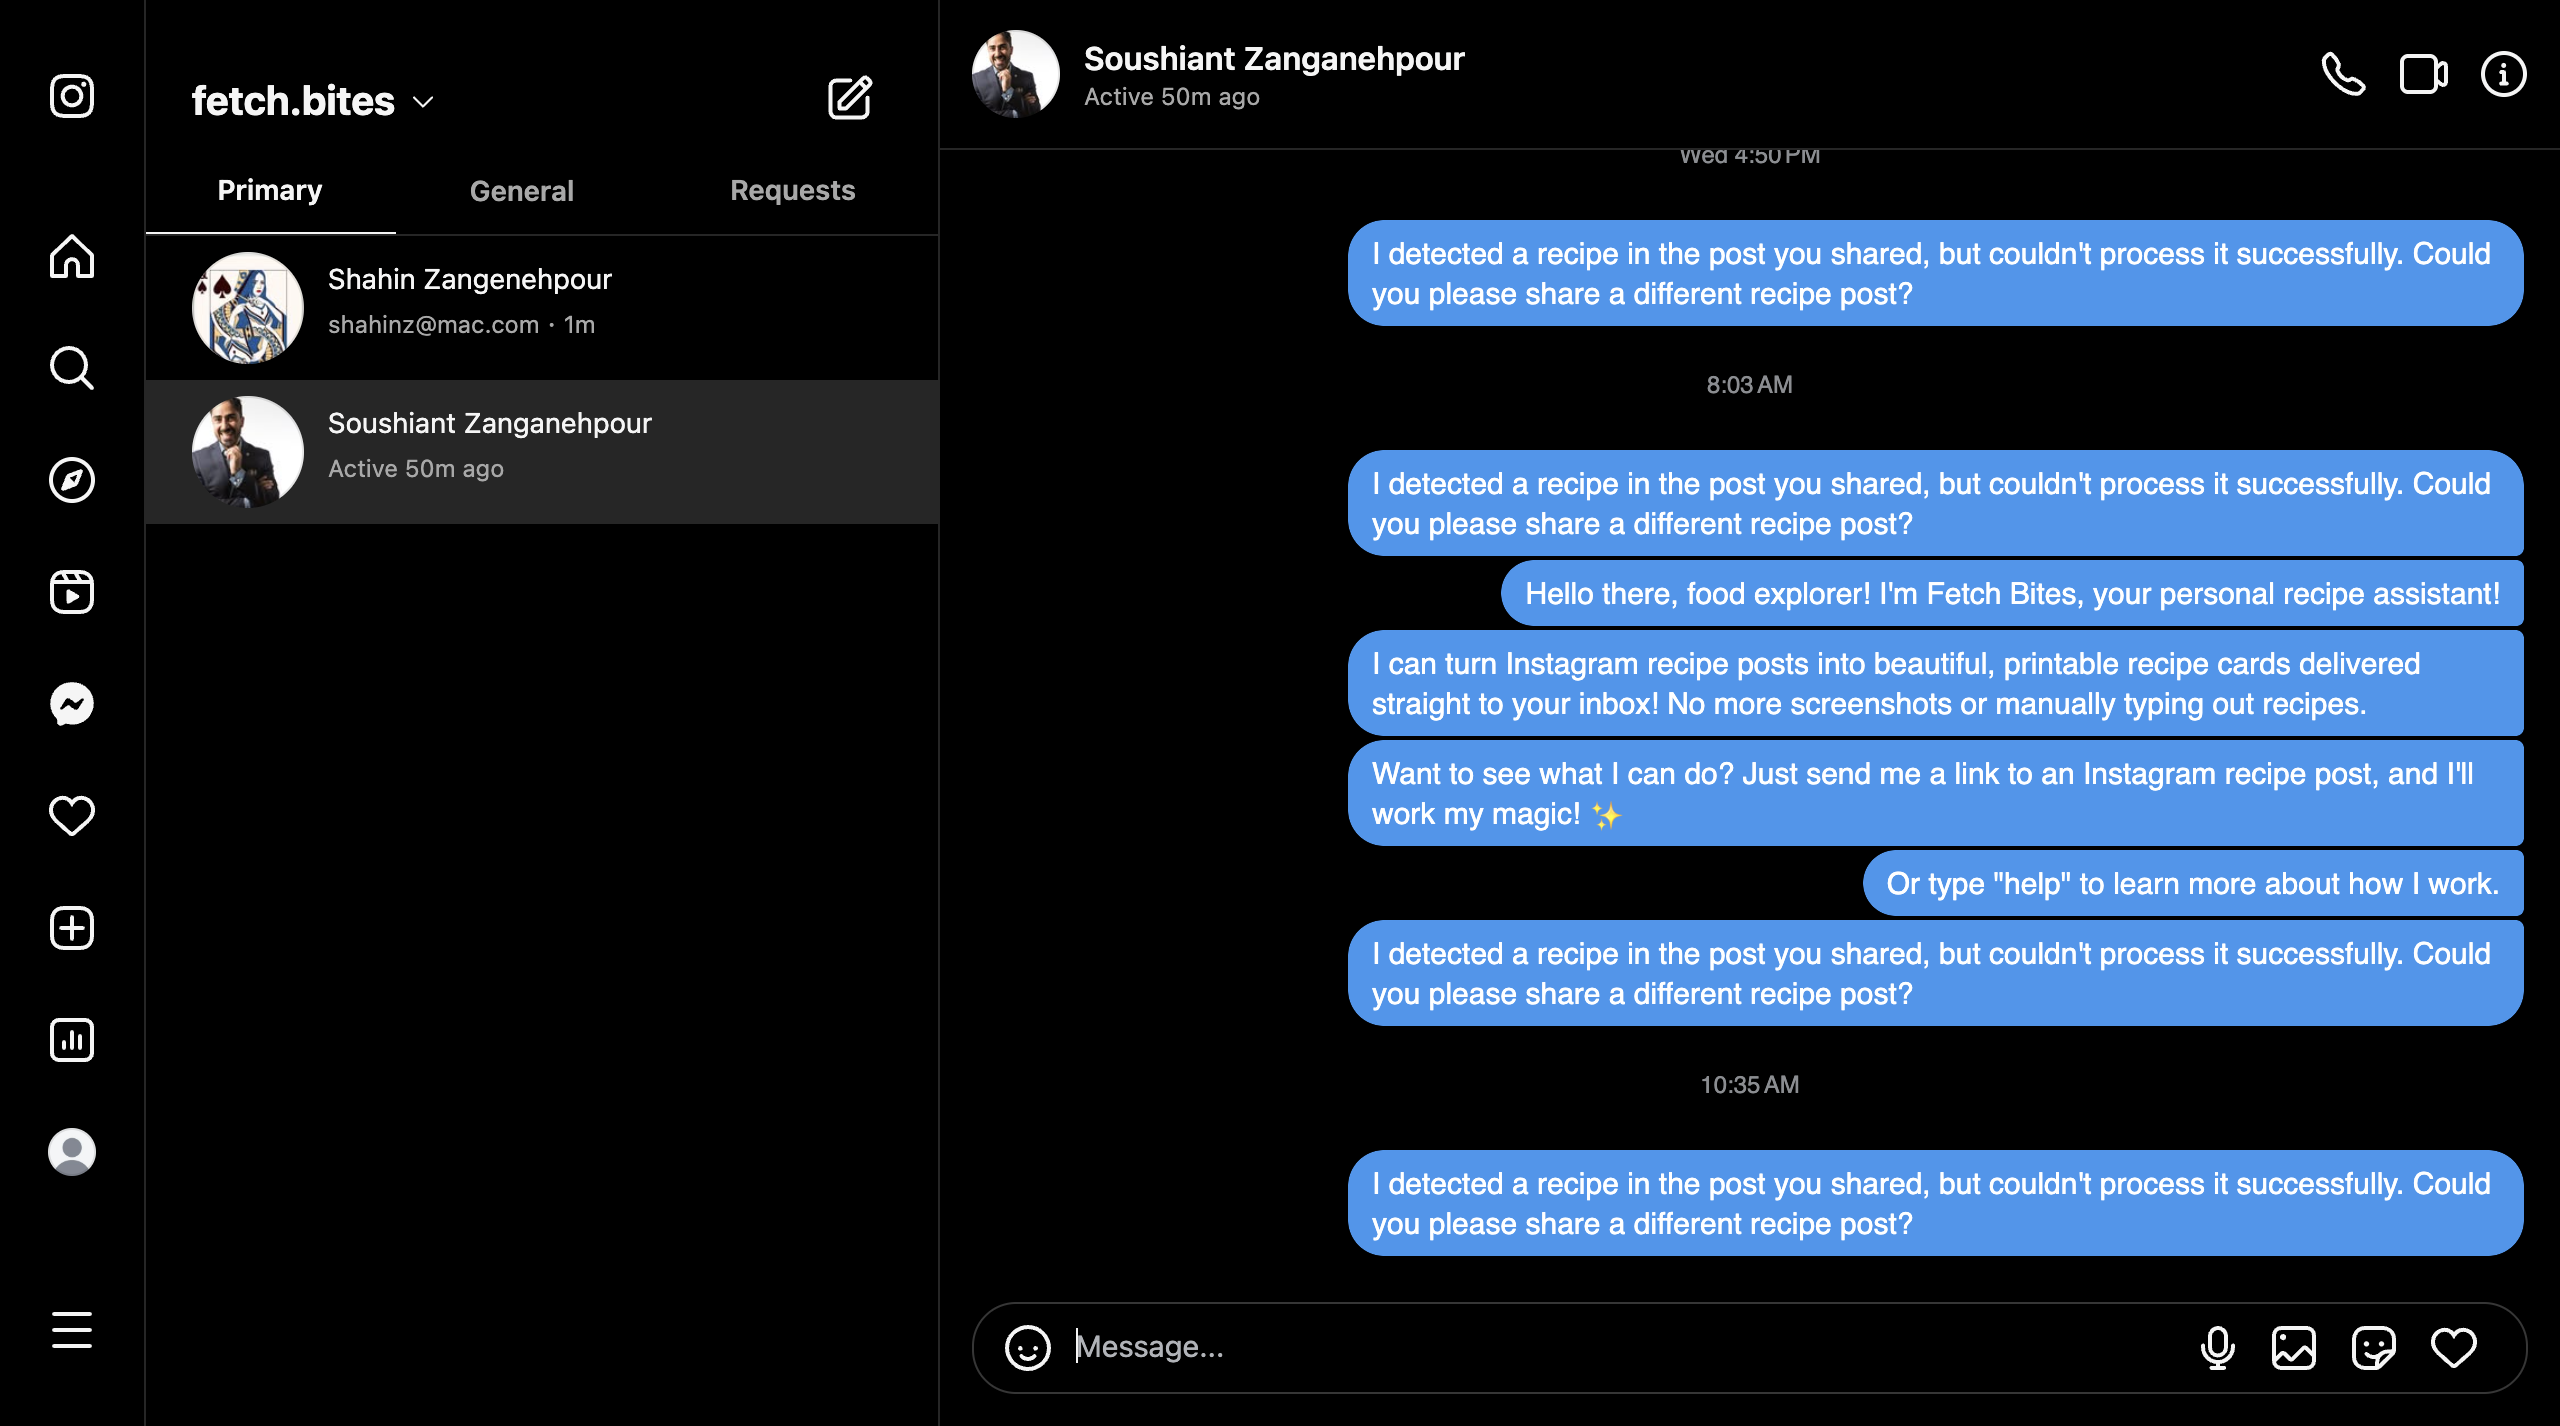 fetch.bites
Primary
General
Requests
Shahin Zangenehpour
shahinz@mac.com · 1m
Soushiant Zanganehpour
Active 50m ago
Soushiant Zanganehpour
Active 50m ago
Wed 4:50 PM
I detected a recipe in the post you shared, but couldn't process it successfully. Could
you please share a different recipe post?
8:03 AM
I detected a recipe in the post you shared, but couldn't process it successfully. Could
you please share a different recipe post?
Hello there, food explorer! I'm Fetch Bites, your personal recipe assistant!
I can turn Instagram recipe posts into beautiful, printable recipe cards delivered
straight to your inbox! No more screenshots or manually typing out recipes.
Want to see what I can do? Just send me a link to an Instagram recipe post, and I'll
work my magic! ✨
Or type "help" to learn more about how I work.
I detected a recipe in the post you shared, but couldn't process it successfully. Could
you please share a different recipe post?
10:35 AM
I detected a recipe in the post you shared, but couldn't process it successfully. Could
you please share a different recipe post?
Message...